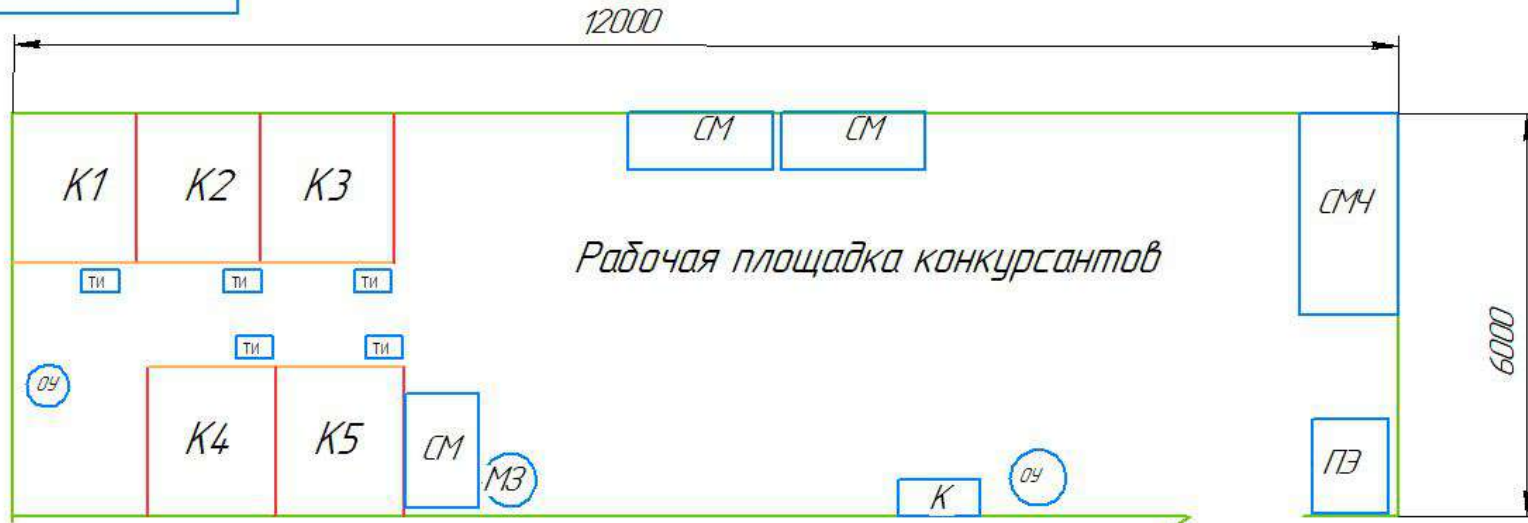 12000
СМ СМ
К1 К2 К3
СМЧ
Рабочая площадка конкурсантов
ТИ ТИ ТИ
6000
ТИ ТИ
ОУ
К4 К5 СМ
МЗ
К ОУ ПЭ